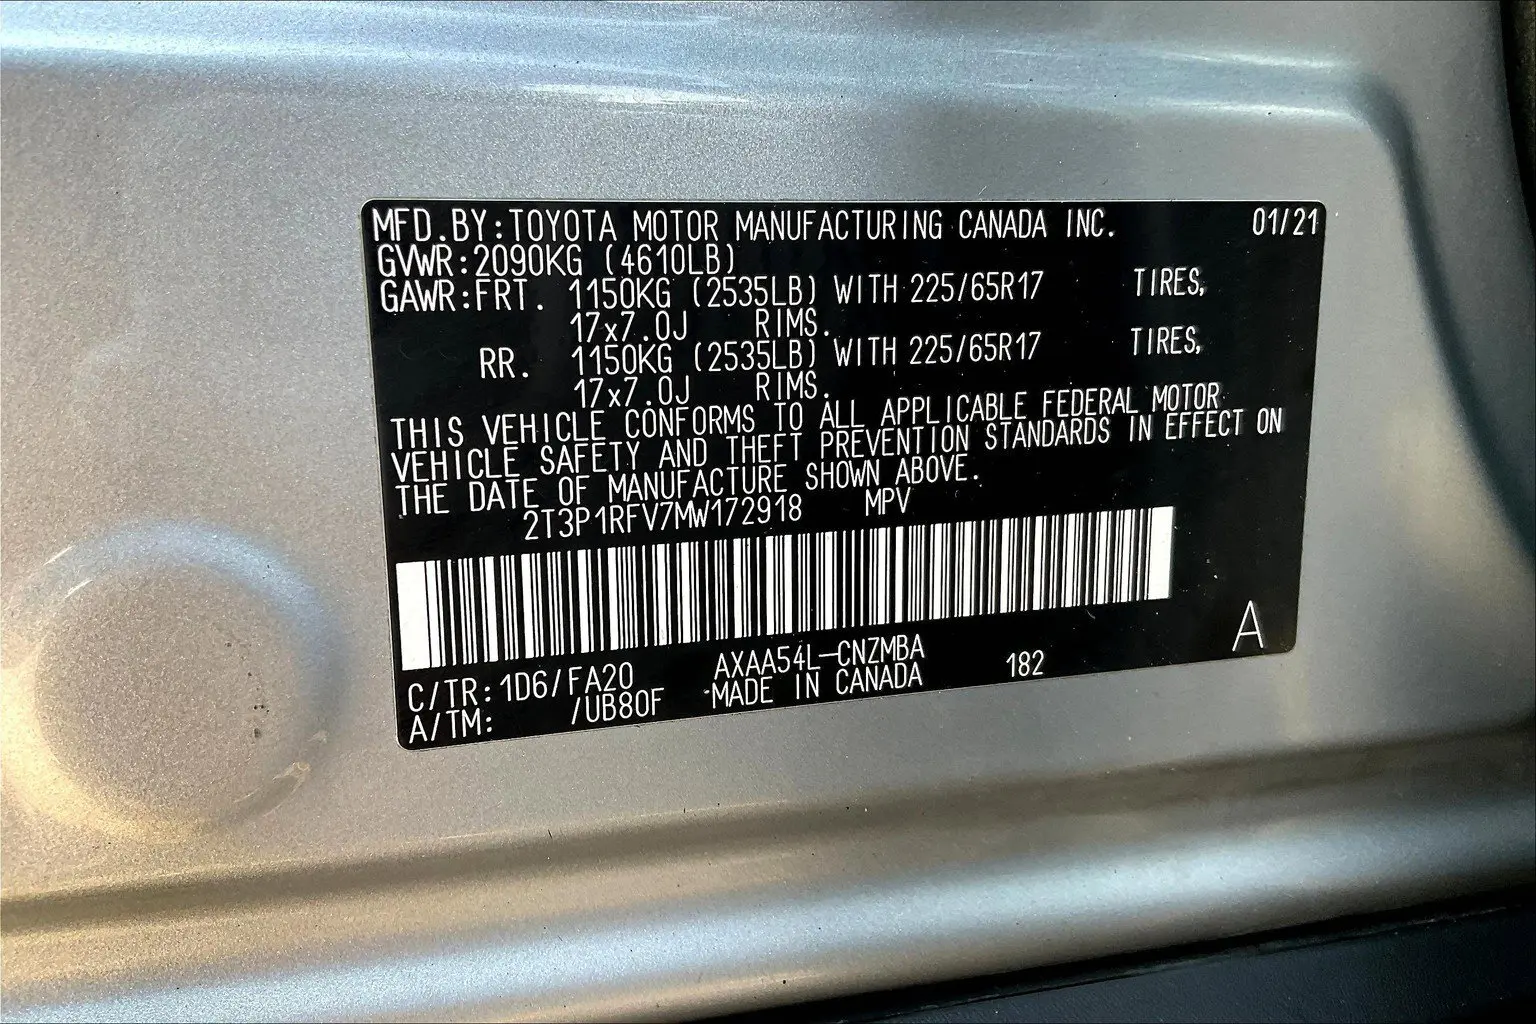 MFD.BY:TOYOTA MOTOR MANUFACTURING CANADA INC. 01/21
GVWR:2090KG (4610LB)
GAWR:FRT. 1150KG (2535LB) WITH 225/65R17 TIRES,
17x7.0J RIMS.
RR. 1150KG (2535LB) WITH 225/65R17 TIRES,
17x7.0J RIMS.
THIS VEHICLE CONFORMS TO ALL APPLICABLE FEDERAL MOTOR
VEHICLE SAFETY AND THEFT PREVENTION STANDARDS IN EFFECT ON
THE DATE OF MANUFACTURE SHOWN ABOVE.
2T3P1RFV7MW172918 MPV
C/TR:1D6/FA20 AXAA54L-CNZMBA 182 A
A/TM: /UB80F MADE IN CANADA